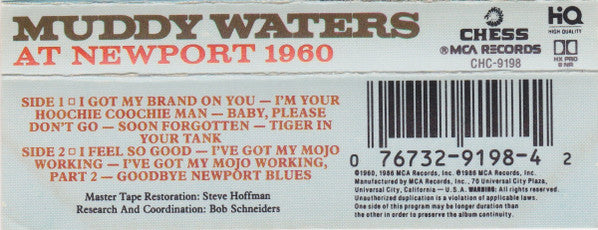 MUDDY WATERS
AT NEWPORT 1960
CHESS
® MCA RECORDS
CHC-9198
HiQ
HIGH QUALITY
HX PRO
B NR
SIDE 1 □ I GOT MY BRAND ON YOU — I'M YOUR
HOOCHIE COOCHIE MAN — BABY, PLEASE
DON'T GO — SOON FORGOTTEN — TIGER IN
YOUR TANK
SIDE 2 □ I FEEL SO GOOD — I'VE GOT MY MOJO
WORKING — I'VE GOT MY MOJO WORKING,
PART 2 — GOODBYE NEWPORT BLUES
Master Tape Restoration: Steve Hoffman
Research And Coordination: Bob Schnieders
0 76732-9198-4 2
©1960, 1986 MCA Records, Inc. ℗1986 MCA Records, Inc.
Manufactured by MCA Records, Inc., 70 Universal City Plaza,
Universal City, California — U.S.A. WARNING: All rights reserved.
Unauthorized duplication is a violation of applicable laws.
One side of this program may be longer duration than
the other in order to preserve the album continuity.